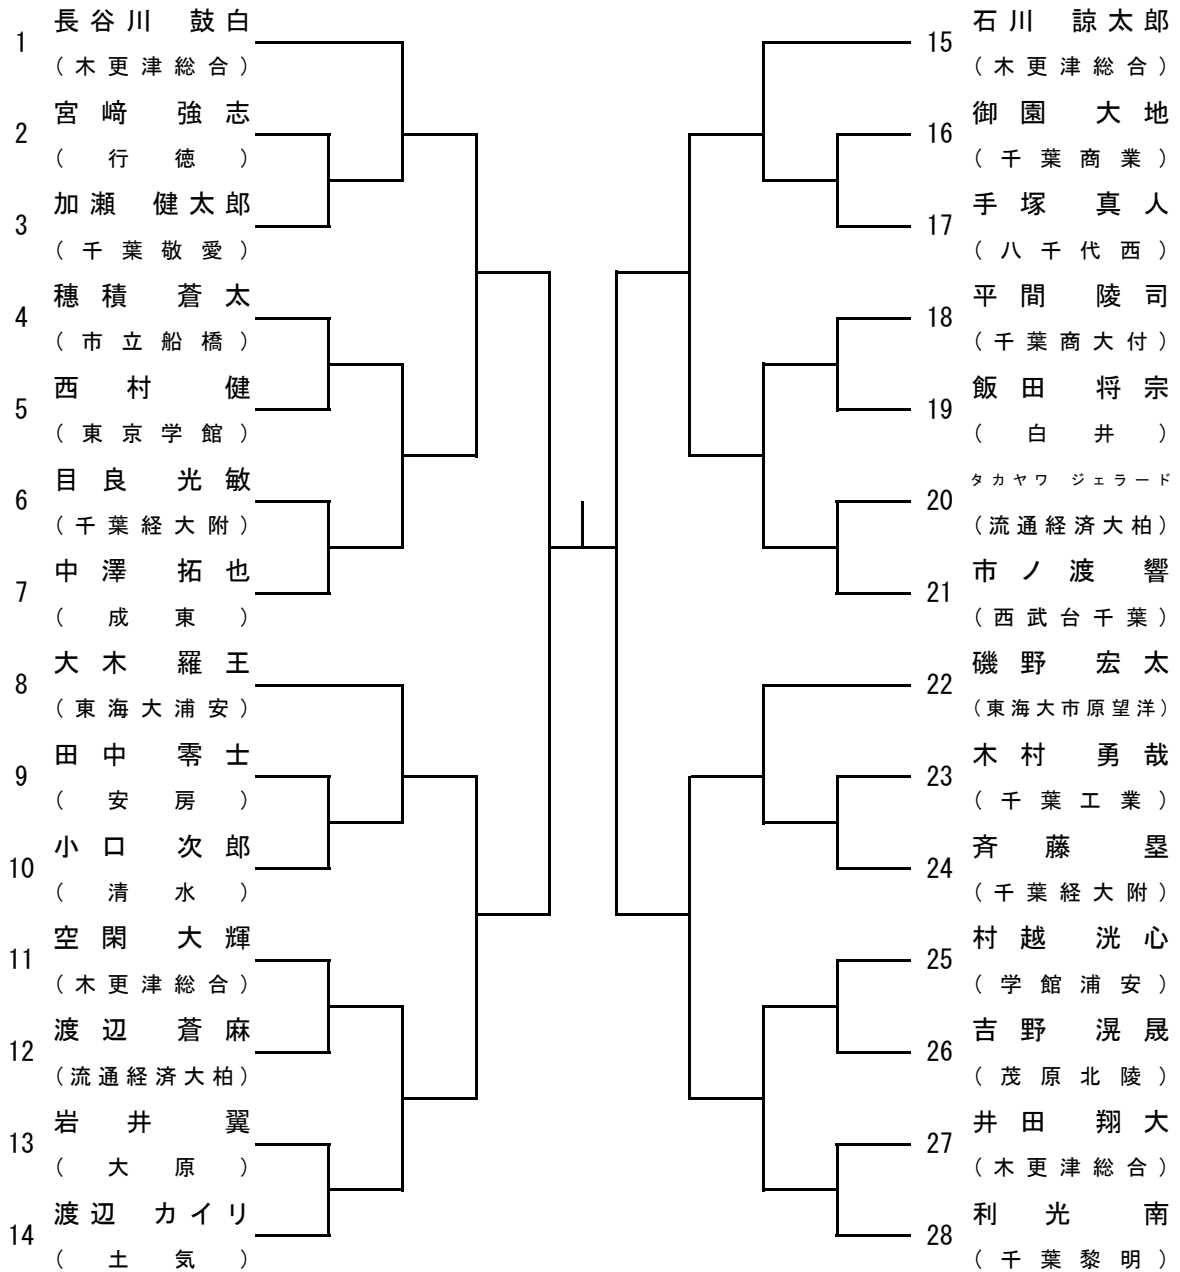 1 長谷川 鼓白
(木更津総合)
2 宮﨑 強志
(行徳)
3 加瀬 健太郎
(千葉敬愛)
4 穂積 蒼太
(市立船橋)
5 西村 健
(東京学館)
6 目良 光敏
(千葉経大附)
7 中澤 拓也
(成東)
8 大木 羅王
(東海大浦安)
9 田中 零士
(安房)
10 小口 次郎
(清水)
11 空閑 大輝
(木更津総合)
12 渡辺 蒼麻
(流通経済大柏)
13 岩井 翼
(大原)
14 渡辺 カイリ
(土気)
15 石川 諒太郎
(木更津総合)
16 御園 大地
(千葉商業)
17 手塚 真人
(八千代西)
18 平間 陵司
(千葉商大付)
19 飯田 将宗
(白井)
20 タカヤワ ジェラード
(流通経済大柏)
21 市ノ渡 響
(西武台千葉)
22 磯野 宏太
(東海大市原望洋)
23 木村 勇哉
(千葉工業)
24 斉藤 塁
(千葉経大附)
25 村越 洸心
(学館浦安)
26 吉野 滉晟
(茂原北陵)
27 井田 翔大
(木更津総合)
28 利光 南
(千葉黎明)